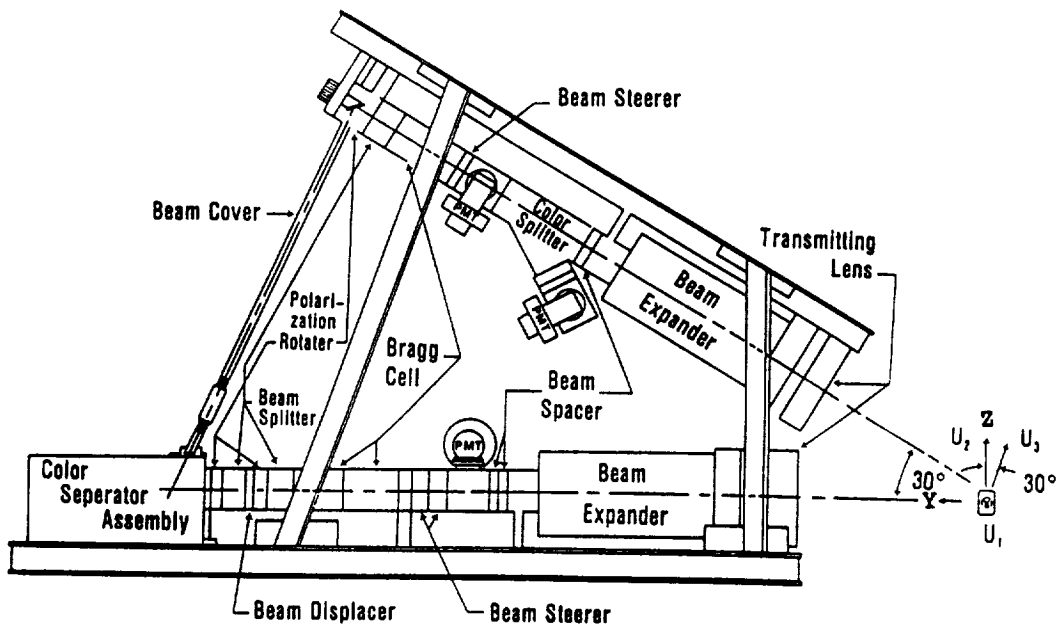 Beam Steerer
PMT
Color
Splitter
Beam Cover
Transmitting
Lens
Beam
Expander
PMT
Polari-
zation
Rotater
Bragg
Cell
Beam
Spacer
Beam
Splitter
PMT
Z
U₂
U₃
30°
30°
Y
U₁
Color
Seperator
Assembly
Beam
Expander
Beam Displacer
Beam Steerer